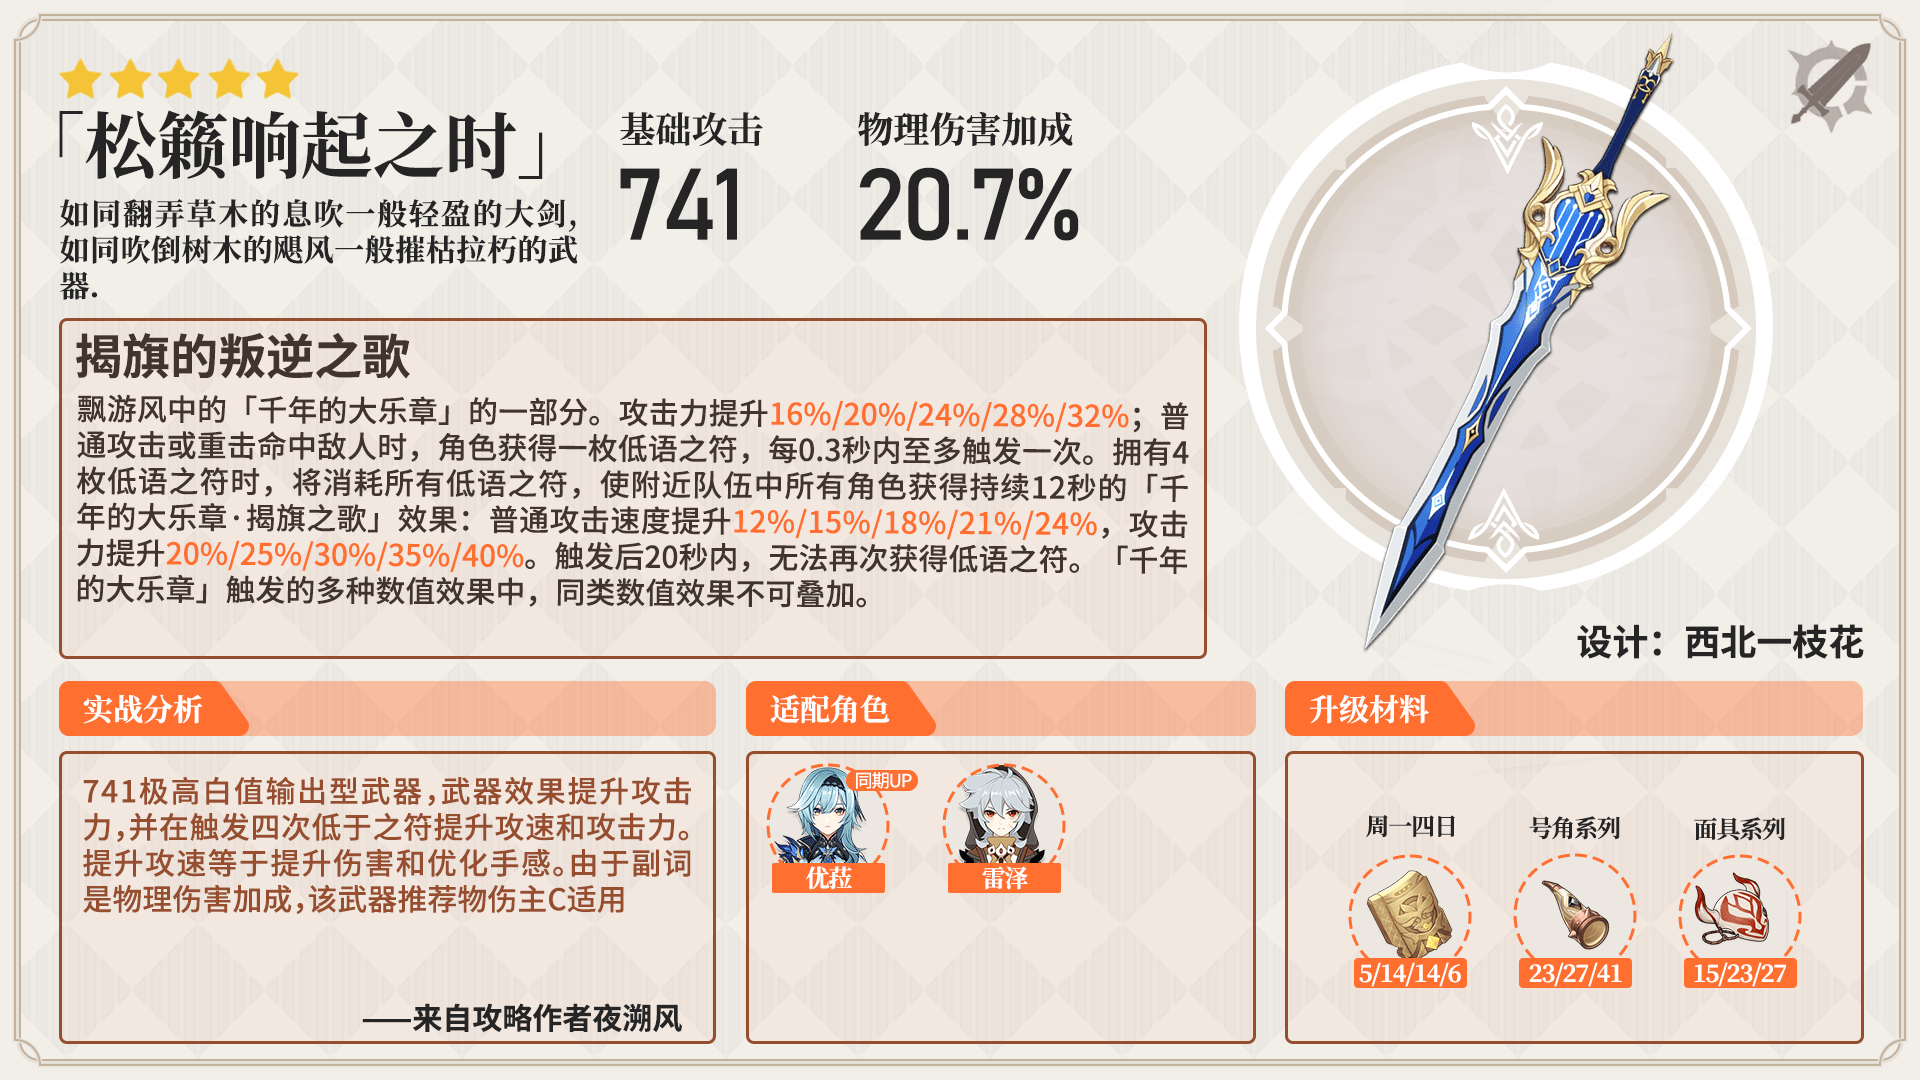 「松籁响起之时」
如同翻弄草木的息吹一般轻盈的大剑,
如同吹倒树木的飓风一般摧枯拉朽的武
器.
基础攻击
741
物理伤害加成
20.7%
揭旗的叛逆之歌
飘游风中的「千年的大乐章」的一部分。攻击力提升16%/20%/24%/28%/32%；普
通攻击或重击命中敌人时，角色获得一枚低语之符，每0.3秒内至多触发一次。拥有4
枚低语之符时，将消耗所有低语之符，使附近队伍中所有角色获得持续12秒的「千
年的大乐章·揭旗之歌」效果：普通攻击速度提升12%/15%/18%/21%/24%，攻击
力提升20%/25%/30%/35%/40%。触发后20秒内，无法再次获得低语之符。「千年
的大乐章」触发的多种数值效果中，同类数值效果不可叠加。
设计：西北一枝花
实战分析
741极高白值输出型武器,武器效果提升攻击
力,并在触发四次低于之符提升攻速和攻击力。
提升攻速等于提升伤害和优化手感。由于副词
是物理伤害加成,该武器推荐物伤主C适用
——来自攻略作者夜溯风
适配角色
同期UP
优菈
雷泽
升级材料
周一四日
5/14/14/6
号角系列
23/27/41
面具系列
15/23/27